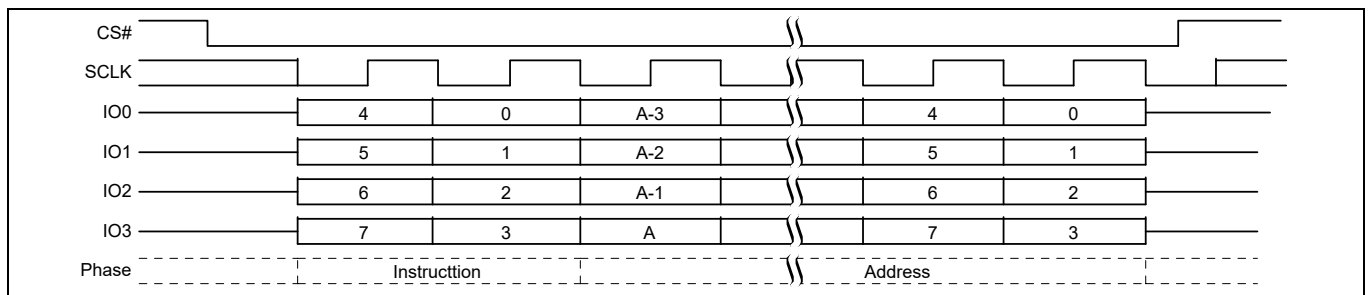 CS#
SCLK
IO0 4 0 A-3 4 0
IO1 5 1 A-2 5 1
IO2 6 2 A-1 6 2
IO3 7 3 A 7 3
Phase Instructtion Address